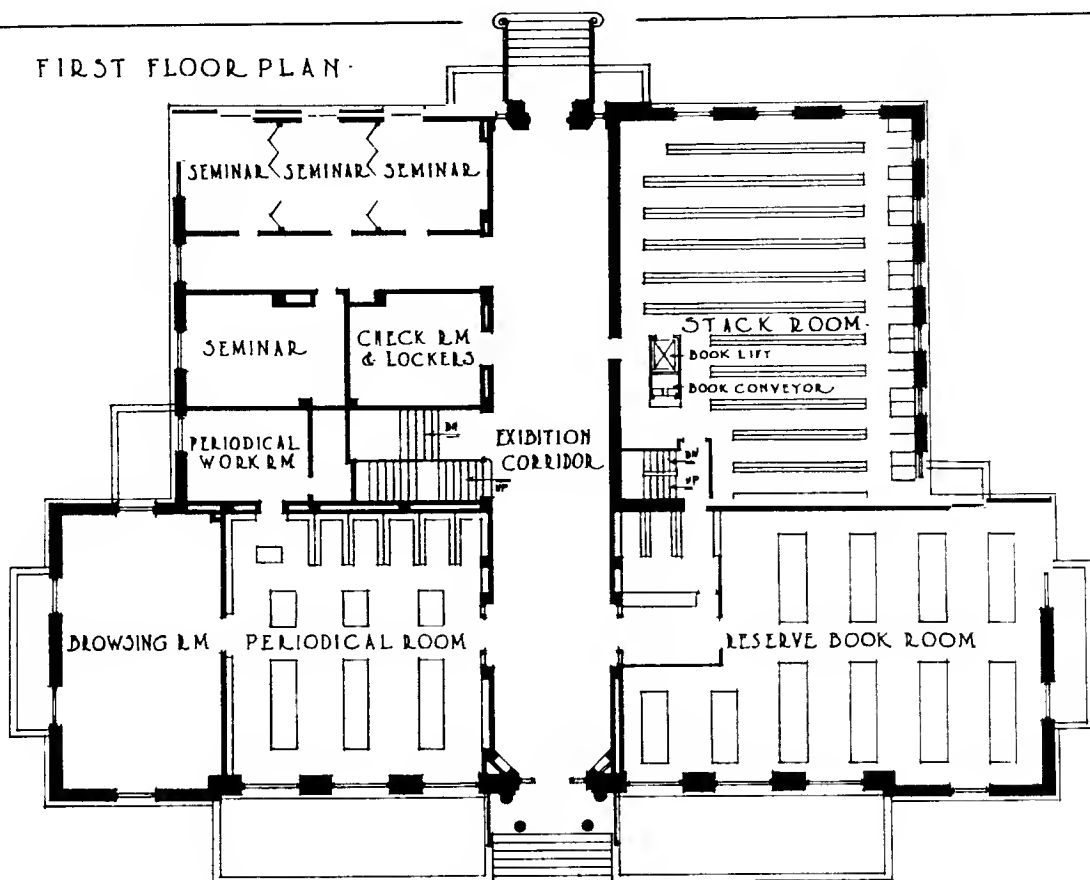 FIRST FLOOR PLAN·
SEMINAR SEMINAR SEMINAR
SEMINAR
CHECK RM
& LOCKERS
STACK ROOM·
BOOK LIFT
BOOK CONVEYOR
PERIODICAL
WORK RM
DN
UP
EXIBITION
CORRIDOR
DN
UP
BROWSING RM
PERIODICAL ROOM
RESERVE BOOK ROOM